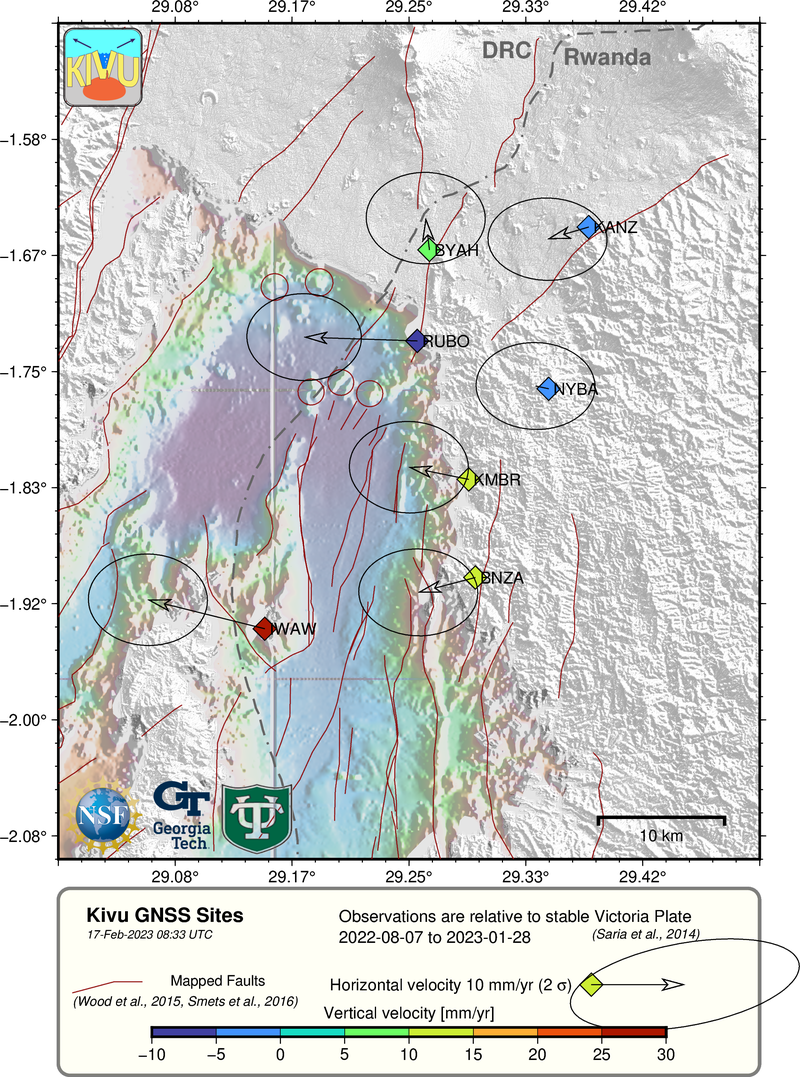 29.08° 29.17° 29.25° 29.33° 29.42°
KIVU
DRC
Rwanda
−1.58°
−1.67°
−1.75°
−1.83°
−1.92°
−2.00°
−2.08°
KANZ
BYAH
RUBO
NYBA
KMBR
BNZA
IWAW
NSF
GT
Georgia
Tech
10 km
29.08° 29.17° 29.25° 29.33° 29.42°
Kivu GNSS Sites
17-Feb-2023 08:33 UTC
Observations are relative to stable Victoria Plate
2022-08-07 to 2023-01-28
(Saria et al., 2014)
Mapped Faults
(Wood et al., 2015, Smets et al., 2016)
Horizontal velocity 10 mm/yr (2 σ)
Vertical velocity [mm/yr]
−10 −5 0 5 10 15 20 25 30